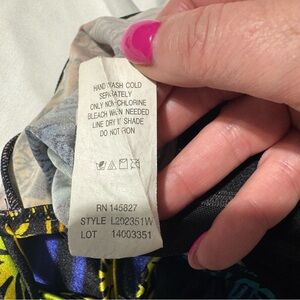 HAND WASH COLD
SEPARATELY
ONLY NON-CHLORINE
BLEACH WHEN NEEDED
LINE DRY IN SHADE
DO NOT IRON
RN 145827
STYLE L202351W
LOT 14003351